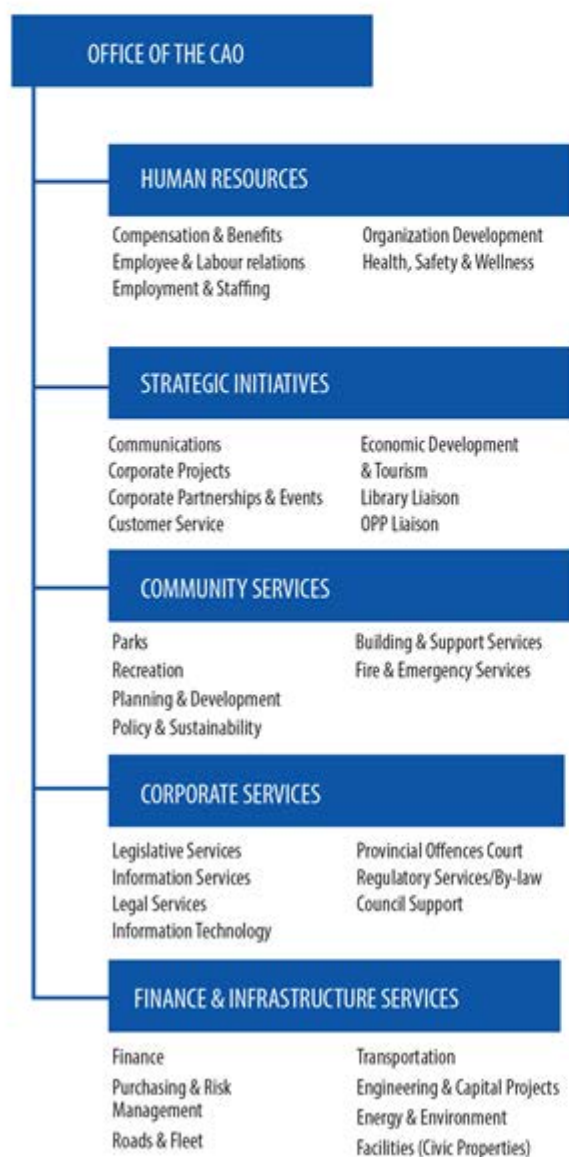 OFFICE OF THE CAO
HUMAN RESOURCES
Compensation & Benefits
Employee & Labour relations
Employment & Staffing
Organization Development
Health, Safety & Wellness
STRATEGIC INITIATIVES
Communications
Corporate Projects
Corporate Partnerships & Events
Customer Service
Economic Development
& Tourism
Library Liaison
OPP Liaison
COMMUNITY SERVICES
Parks
Recreation
Planning & Development
Policy & Sustainability
Building & Support Services
Fire & Emergency Services
CORPORATE SERVICES
Legislative Services
Information Services
Legal Services
Information Technology
Provincial Offences Court
Regulatory Services/By-law
Council Support
FINANCE & INFRASTRUCTURE SERVICES
Finance
Purchasing & Risk
Management
Roads & Fleet
Transportation
Engineering & Capital Projects
Energy & Environment
Facilities (Civic Properties)